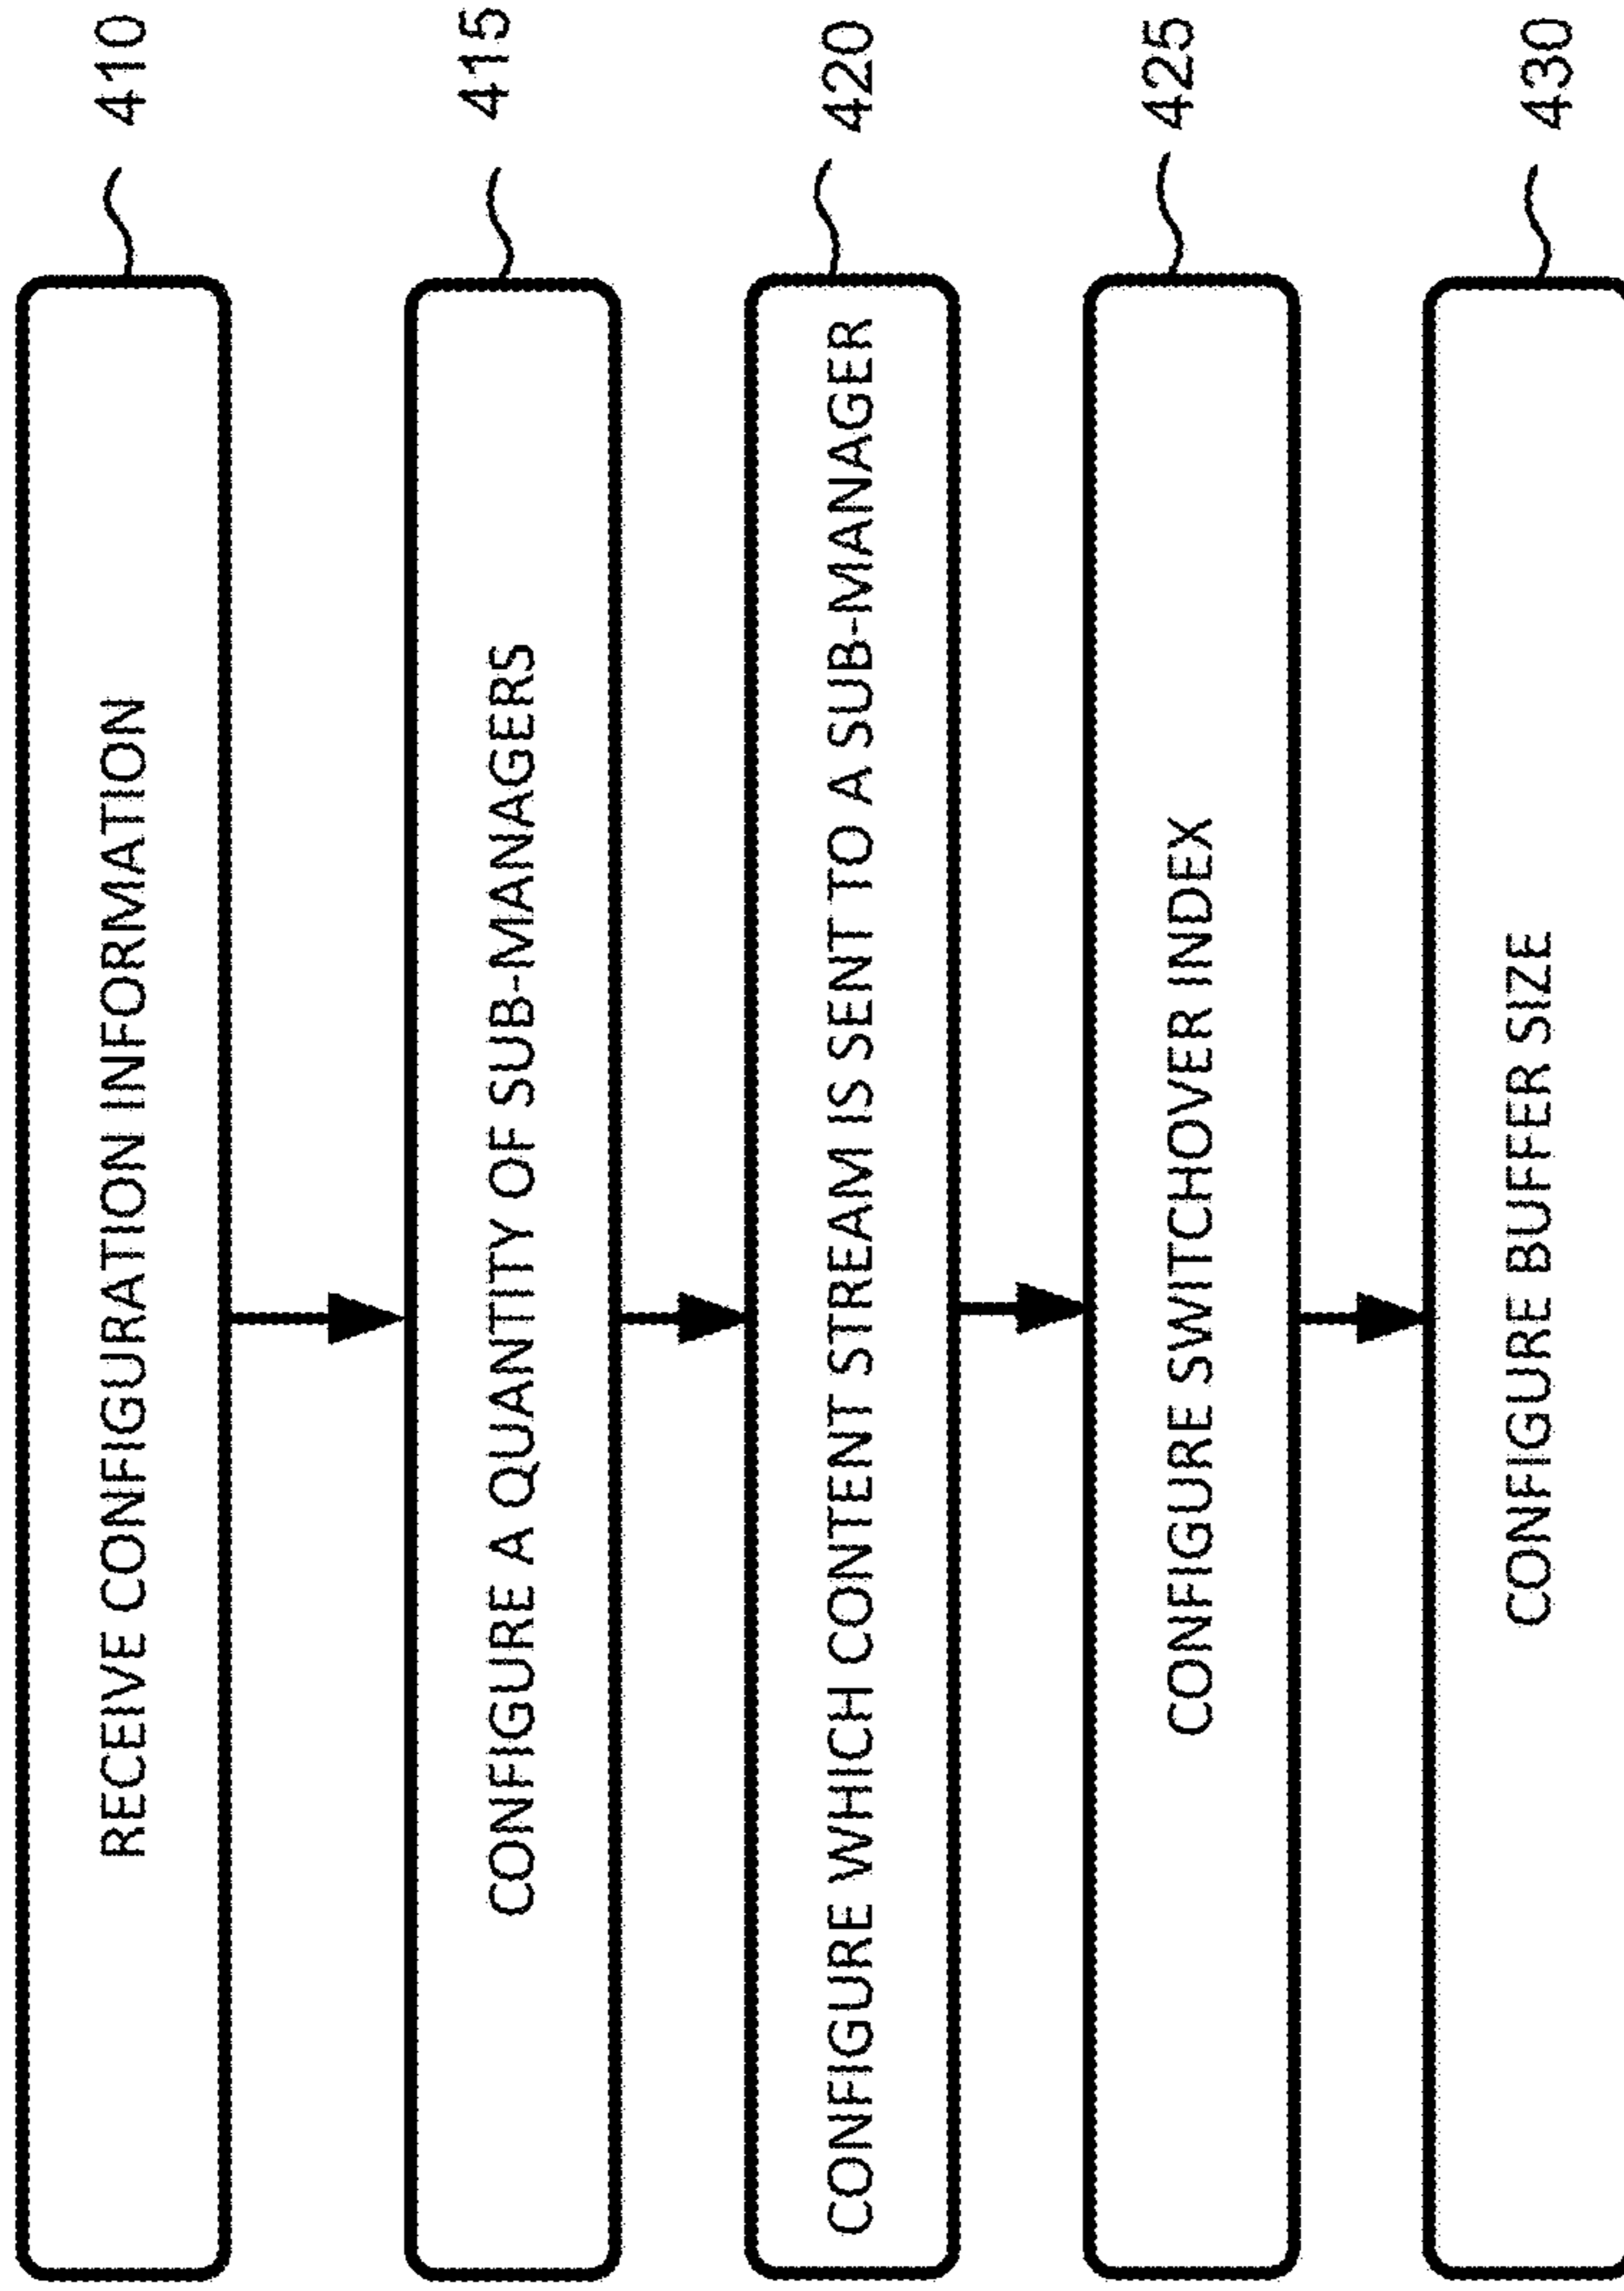 RECEIVE CONFIGURATION INFORMATION
410
CONFIGURE A QUANTITY OF SUB-MANAGERS
415
CONFIGURE WHICH CONTENT STREAM IS SENT TO A SUB-MANAGER
420
CONFIGURE SWITCHOVER INDEX
425
CONFIGURE BUFFER SIZE
430